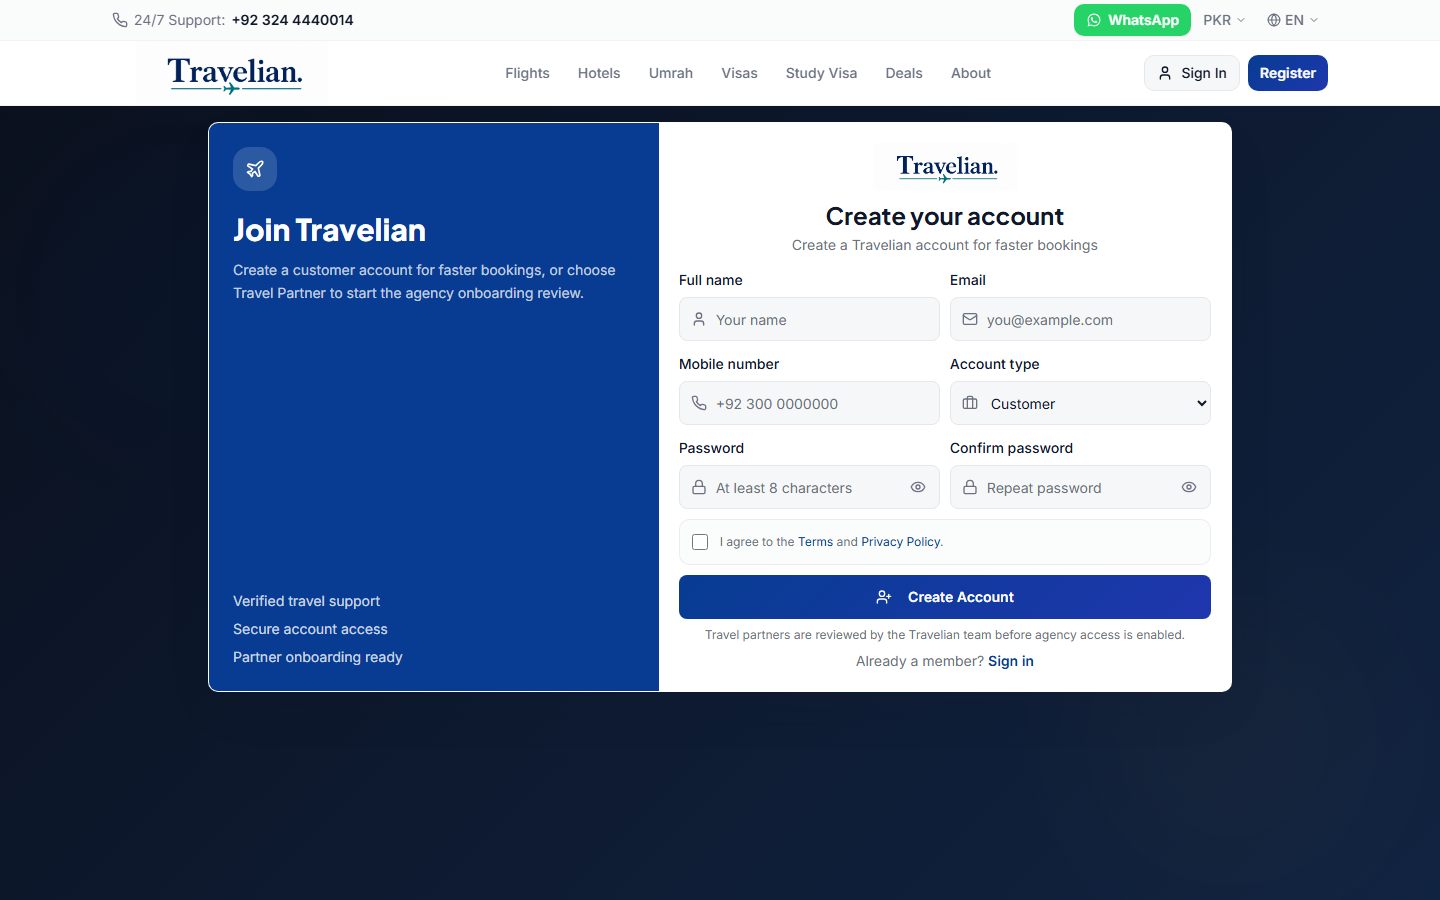 24/7 Support: +92 324 4440014
WhatsApp
PKR
EN
Travelian.
Flights
Hotels
Umrah
Visas
Study Visa
Deals
About
Sign In
Register
Join Travelian
Create a customer account for faster bookings, or choose
Travel Partner to start the agency onboarding review.
Verified travel support
Secure account access
Partner onboarding ready
Travelian.
Create your account
Create a Travelian account for faster bookings
Full name
Email
Your name
you@example.com
Mobile number
Account type
+92 300 0000000
Customer
Password
Confirm password
At least 8 characters
Repeat password
I agree to the Terms and Privacy Policy.
Create Account
Travel partners are reviewed by the Travelian team before agency access is enabled.
Already a member? Sign in